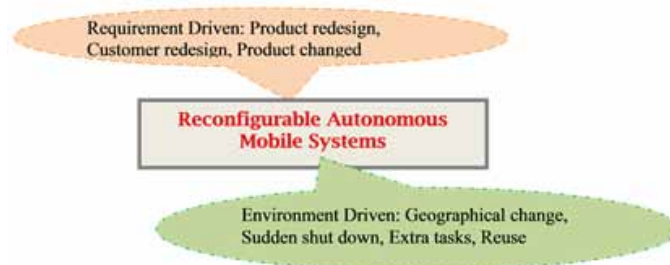 Requirement Driven: Product redesign,
Customer redesign, Product changed
Reconfigurable Autonomous
Mobile Systems
Environment Driven: Geographical change,
Sudden shut down, Extra tasks, Reuse